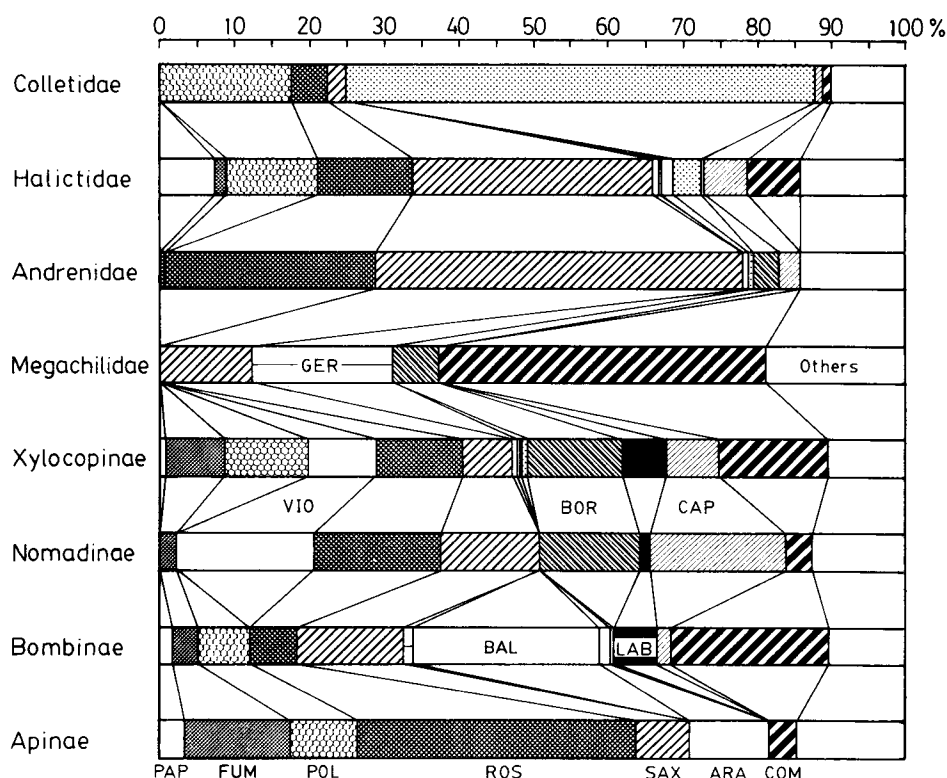 0 10 20 30 40 50 60 70 80 90 100 %
Colletidae
Halictidae
Andrenidae
Megachilidae GER Others
Xylocopinae
VIO BOR CAP
Nomadinae
Bombinae BAL LAB
Apinae
PAP FUM POL ROS SAX ARA COM